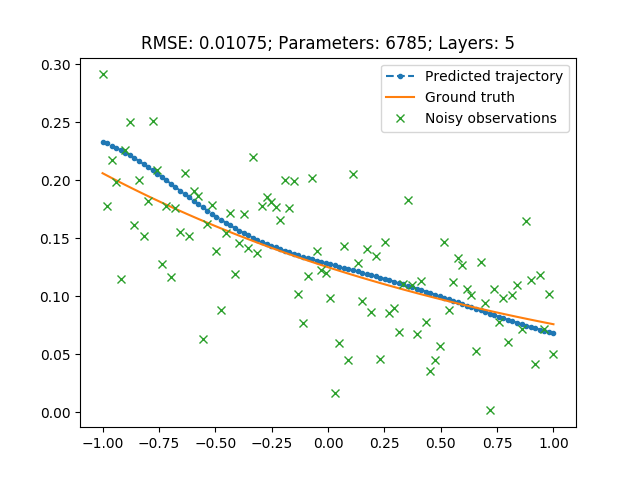 RMSE: 0.01075; Parameters: 6785; Layers: 5
0.30
0.25
0.20
0.15
0.10
0.05
0.00
Predicted trajectory
Ground truth
Noisy observations
−1.00 −0.75 −0.50 −0.25 0.00 0.25 0.50 0.75 1.00